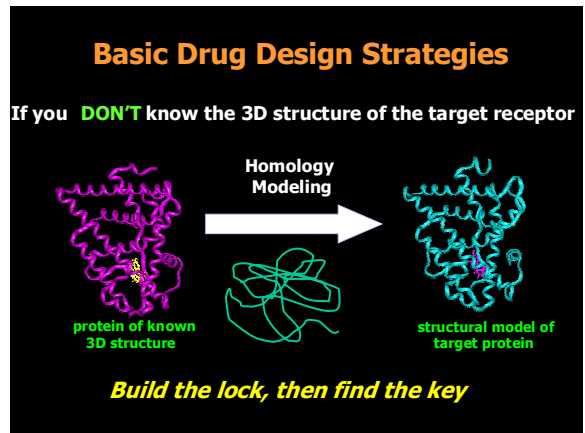 Basic Drug Design Strategies
If you DON'T know the 3D structure of the target receptor
Homology
Modeling
protein of known
3D structure
structural model of
target protein
Build the lock, then find the key